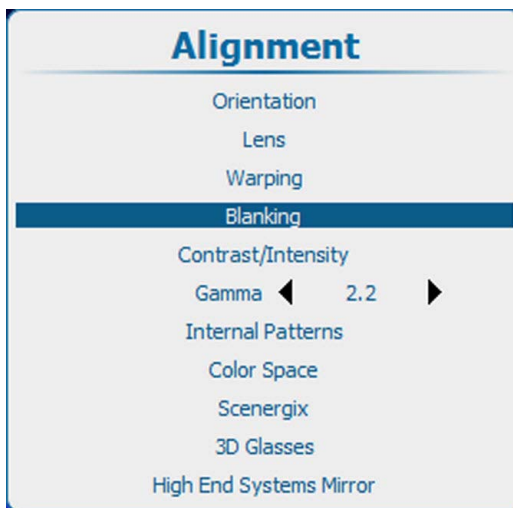 Alignment
Orientation
Lens
Warping
Blanking
Contrast/Intensity
Gamma 2.2
Internal Patterns
Color Space
Scenergix
3D Glasses
High End Systems Mirror